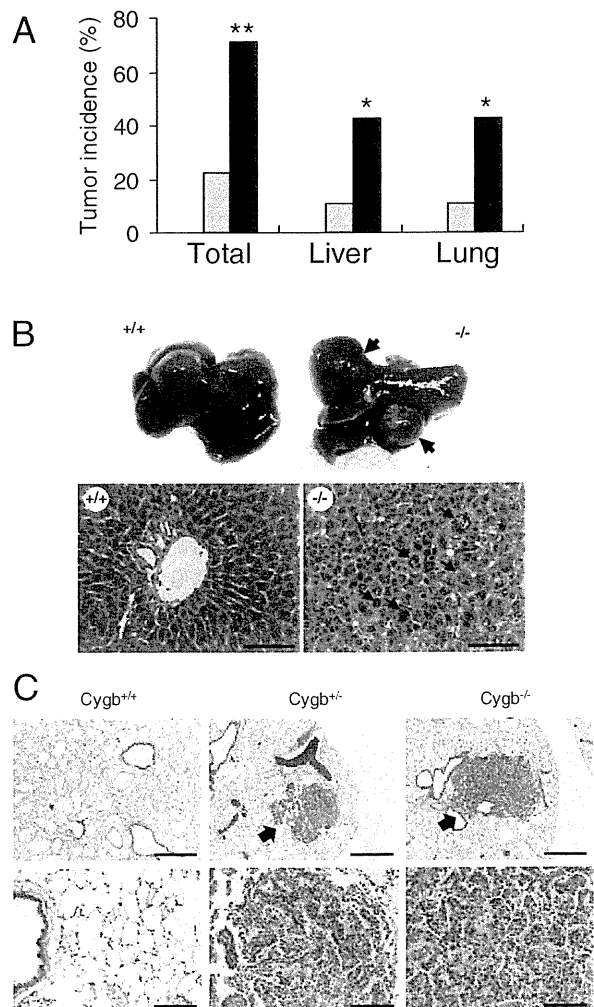 A
Tumor incidence (%)
80
60
40
20
0
**
*
*
Total
Liver
Lung
B
+/+
-/-
+/+
-/-
C
Cygb+/+
Cygb+/-
Cygb-/-